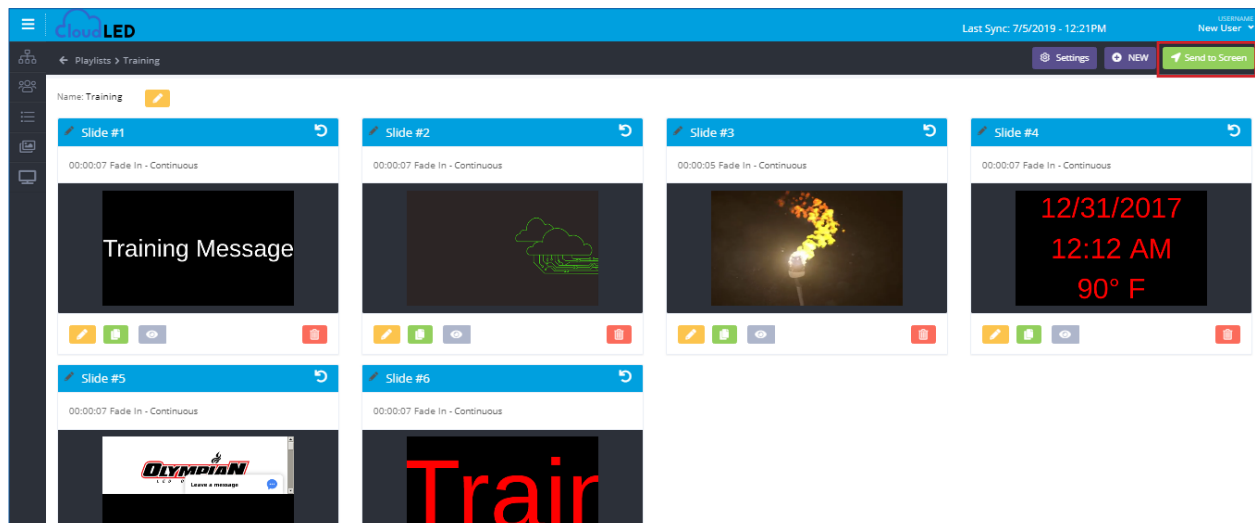 CloudLED
Last Sync: 7/5/2019 - 12:21PM
USERNAME
New User
Playlists > Training
Settings
NEW
Send to Screen
Name: Training
Slide #1
Slide #2
Slide #3
Slide #4
00:00:07 Fade In - Continuous
00:00:07 Fade In - Continuous
00:00:05 Fade In - Continuous
00:00:07 Fade In - Continuous
Training Message
12/31/2017
12:12 AM
90° F
Slide #5
Slide #6
00:00:07 Fade In - Continuous
00:00:07 Fade In - Continuous
OLYMPIAN
LED
Leave a message
Train